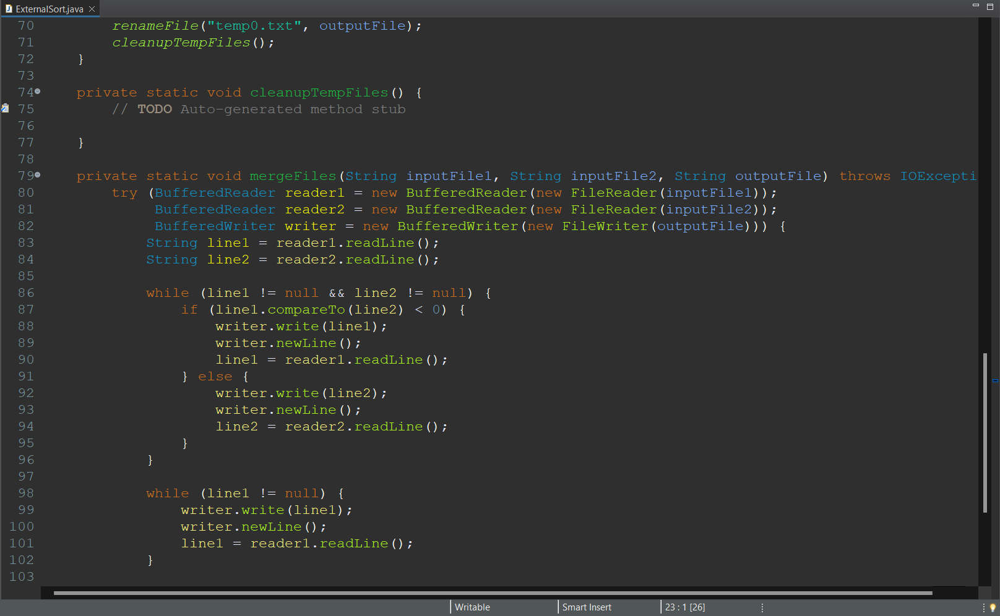 ExternalSort.java
70 renameFile("temp0.txt", outputFile);
71 cleanupTempFiles();
72 }
73
74 private static void cleanupTempFiles() {
75 // TODO Auto-generated method stub
76
77 }
78
79 private static void mergeFiles(String inputFile1, String inputFile2, String outputFile) throws IOExcepti
80 try (BufferedReader reader1 = new BufferedReader(new FileReader(inputFile1));
81 BufferedReader reader2 = new BufferedReader(new FileReader(inputFile2));
82 BufferedWriter writer = new BufferedWriter(new FileWriter(outputFile))) {
83 String line1 = reader1.readLine();
84 String line2 = reader2.readLine();
85
86 while (line1 != null && line2 != null) {
87 if (line1.compareTo(line2) < 0) {
88 writer.write(line1);
89 writer.newLine();
90 line1 = reader1.readLine();
91 } else {
92 writer.write(line2);
93 writer.newLine();
94 line2 = reader2.readLine();
95 }
96 }
97
98 while (line1 != null) {
99 writer.write(line1);
100 writer.newLine();
101 line1 = reader1.readLine();
102 }
103
Writable Smart Insert 23 : 1 [26]